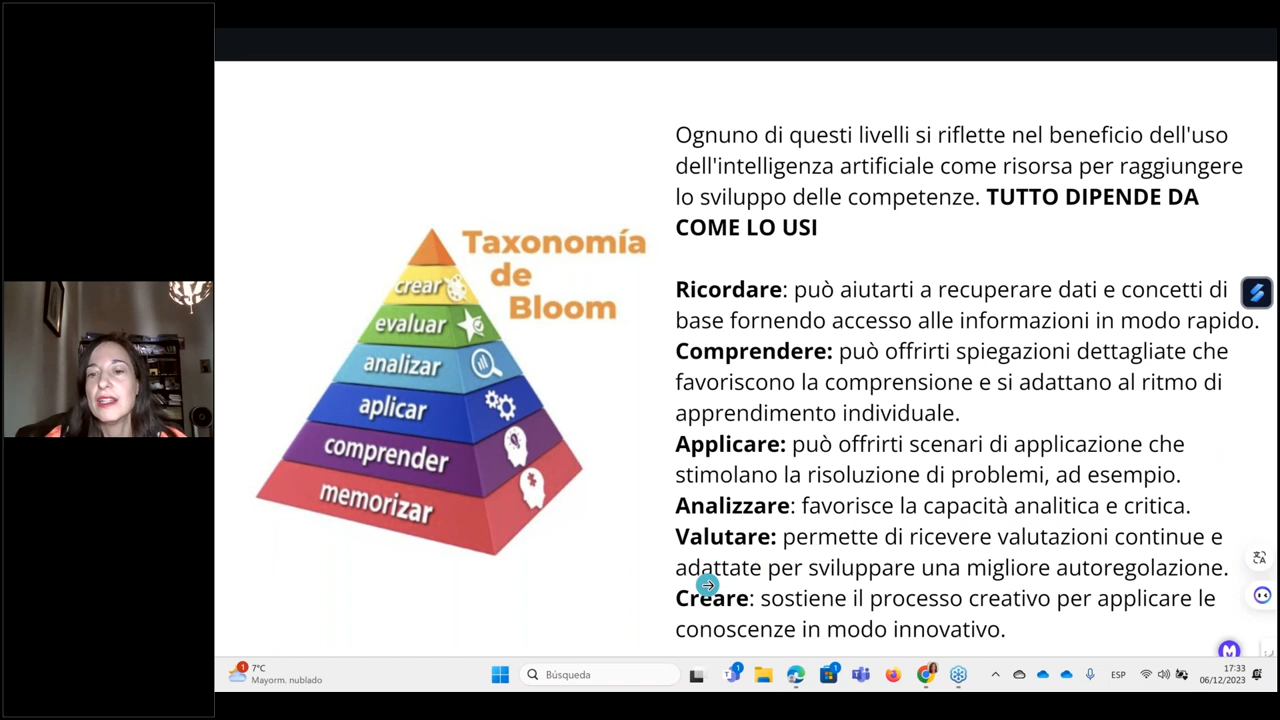 Taxonomía
de
Bloom
crear
evaluar
analizar
aplicar
comprender
memorizar
Ognuno di questi livelli si riflette nel beneficio dell'uso
dell'intelligenza artificiale come risorsa per raggiungere
lo sviluppo delle competenze. TUTTO DIPENDE DA
COME LO USI
Ricordare: può aiutarti a recuperare dati e concetti di
base fornendo accesso alle informazioni in modo rapido.
Comprendere: può offrirti spiegazioni dettagliate che
favoriscono la comprensione e si adattano al ritmo di
apprendimento individuale.
Applicare: può offrirti scenari di applicazione che
stimolano la risoluzione di problemi, ad esempio.
Analizzare: favorisce la capacità analitica e critica.
Valutare: permette di ricevere valutazioni continue e
adattate per sviluppare una migliore autoregolazione.
Creare: sostiene il processo creativo per applicare le
conoscenze in modo innovativo.
M
1
7°C
Mayorm. nublado
Búsqueda
1
1
ESP
17:33
06/12/2023